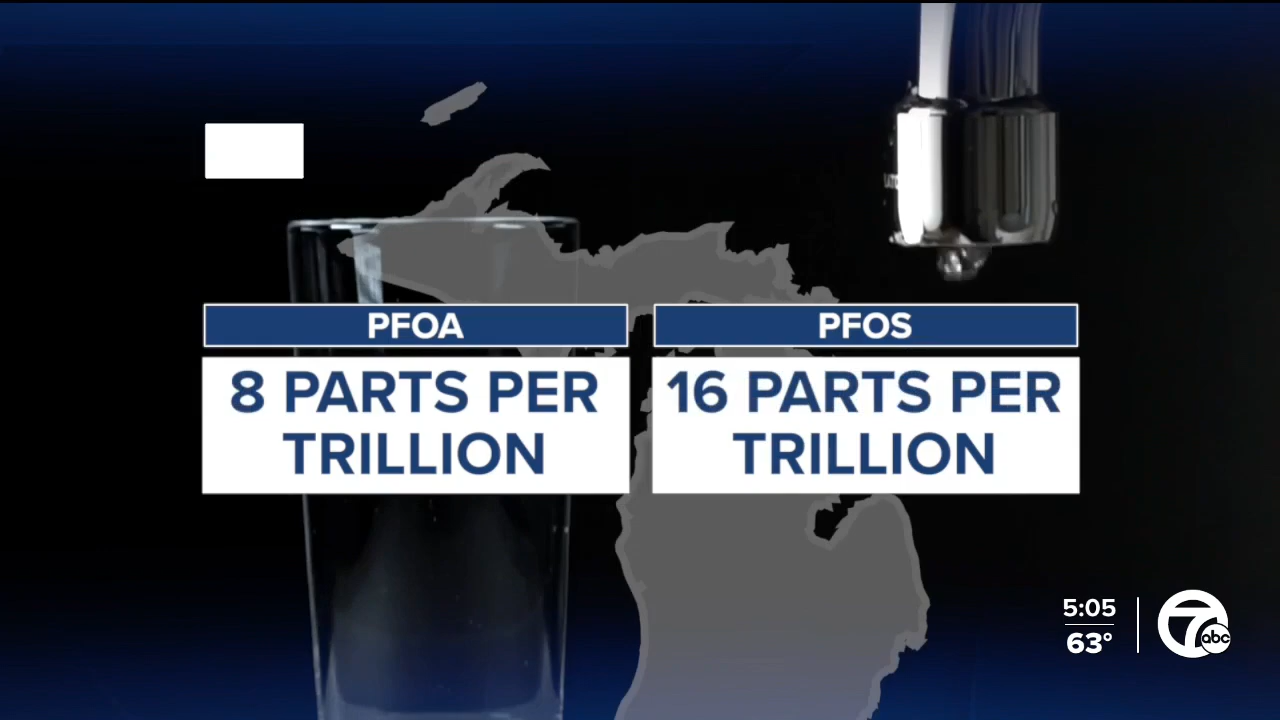 PFOA
PFOS
8 PARTS PER
TRILLION
16 PARTS PER
TRILLION
5:05
63°
7
abc